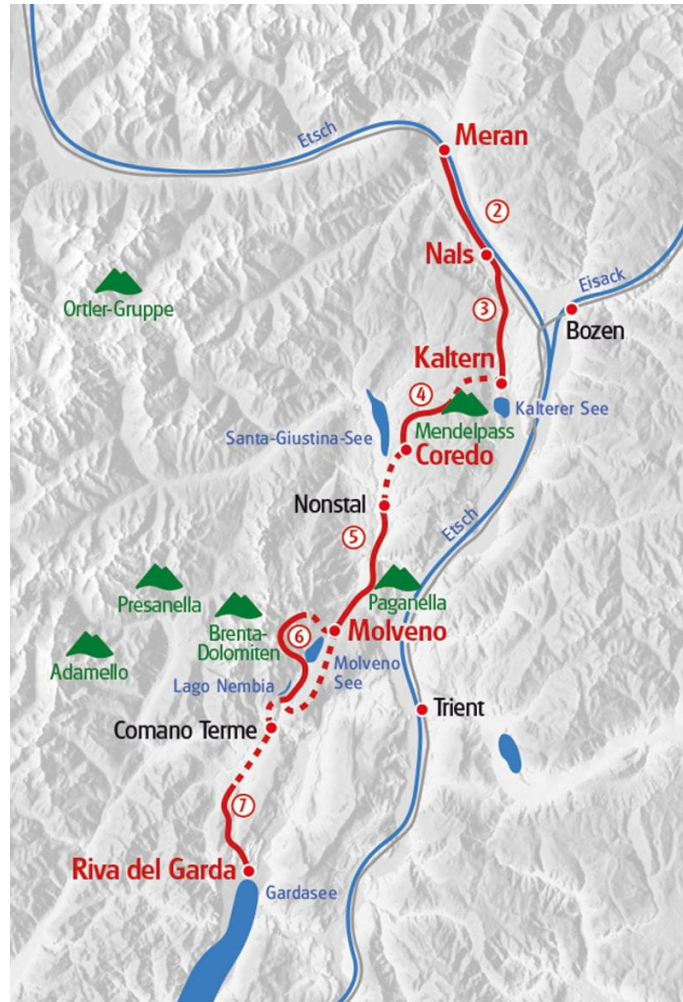 Etsch
Meran
2
Nals
Eisack
Ortler-Gruppe
3
Bozen
Kaltern
4
Kalterer See
Mendelpass
Santa-Giustina-See
Coredo
Nonstal
Etsch
5
Presanella
Paganella
Brenta-
Dolomiten
6
Molveno
Adamello
Molveno
See
Lago Nembia
Trient
Comano Terme
7
Riva del Garda
Gardasee